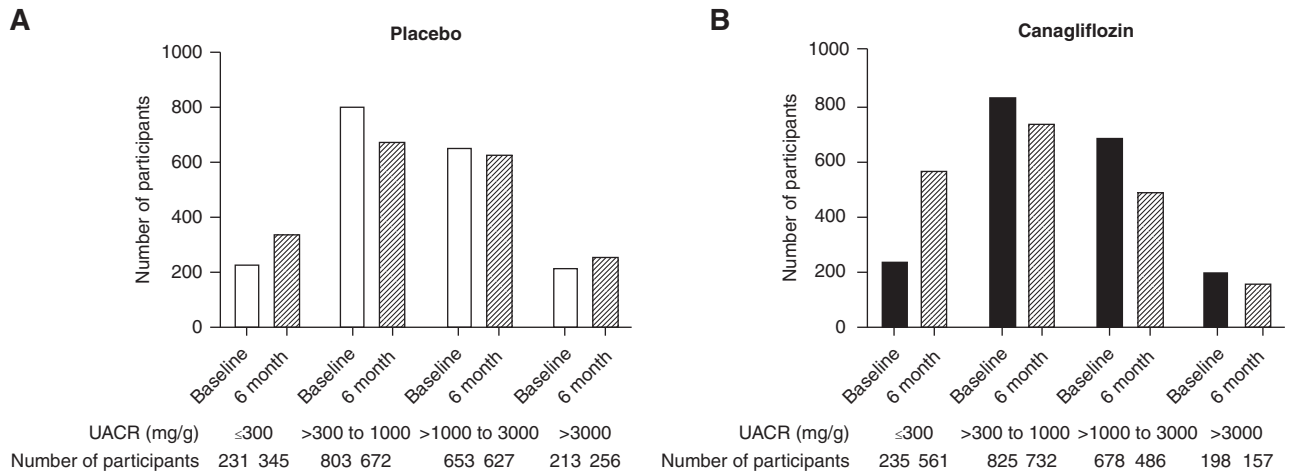 A
Placebo
Number of participants
1000
800
600
400
200
0
Baseline
6 month
Baseline
6 month
Baseline
6 month
Baseline
6 month
UACR (mg/g) ≤300 >300 to 1000 >1000 to 3000 >3000
Number of participants 231 345 803 672 653 627 213 256
B
Canagliflozin
Number of participants
1000
800
600
400
200
0
Baseline
6 month
Baseline
6 month
Baseline
6 month
Baseline
6 month
UACR (mg/g) ≤300 >300 to 1000 >1000 to 3000 >3000
Number of participants 235 561 825 732 678 486 198 157